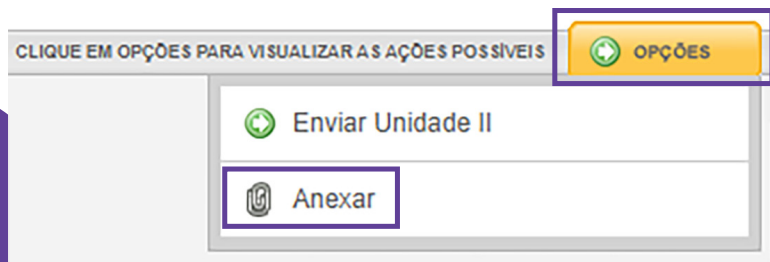 CLIQUE EM OPÇÕES PARA VISUALIZAR AS AÇÕES POSSÍVEIS
OPÇÕES
Enviar Unidade II
Anexar